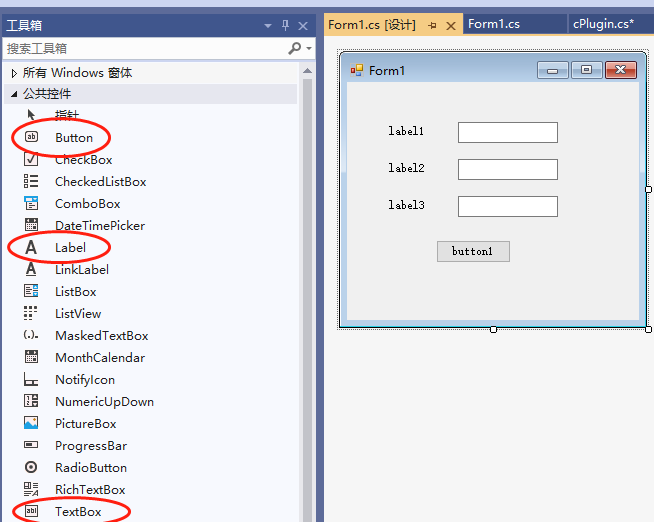 工具箱
搜索工具箱
所有 Windows 窗体
公共控件
指针
Button
CheckBox
CheckedListBox
ComboBox
DateTimePicker
Label
LinkLabel
ListBox
ListView
MaskedTextBox
MonthCalendar
NotifyIcon
NumericUpDown
PictureBox
ProgressBar
RadioButton
RichTextBox
TextBox
Form1.cs [设计]
Form1.cs
cPlugin.cs*
Form1
label1
label2
label3
button1